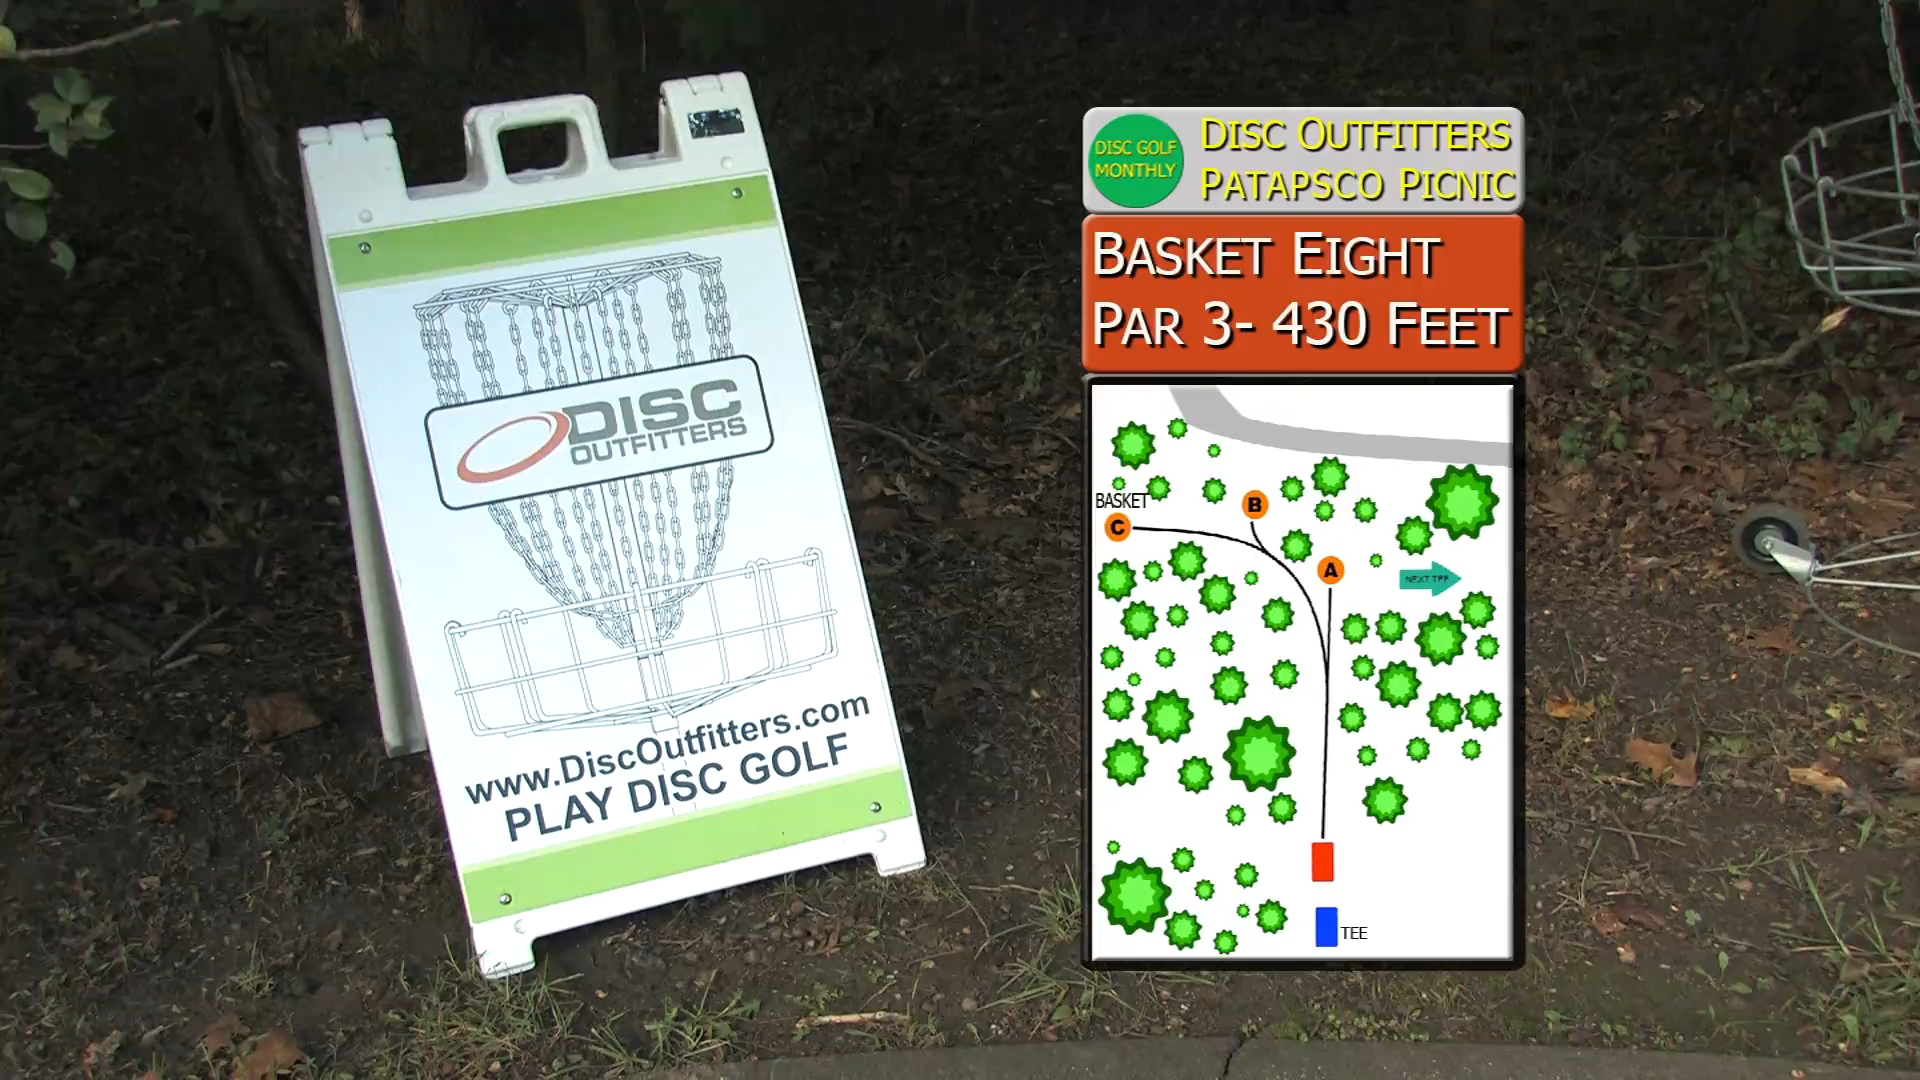 DISC
OUTFITTERS
www.DiscOutfitters.com
PLAY DISC GOLF
DISC GOLF
MONTHLY
DISC OUTFITTERS
PATAPSCO PICNIC
BASKET EIGHT
PAR 3- 430 FEET
BASKET
C
B
A
NEXT TEE
TEE